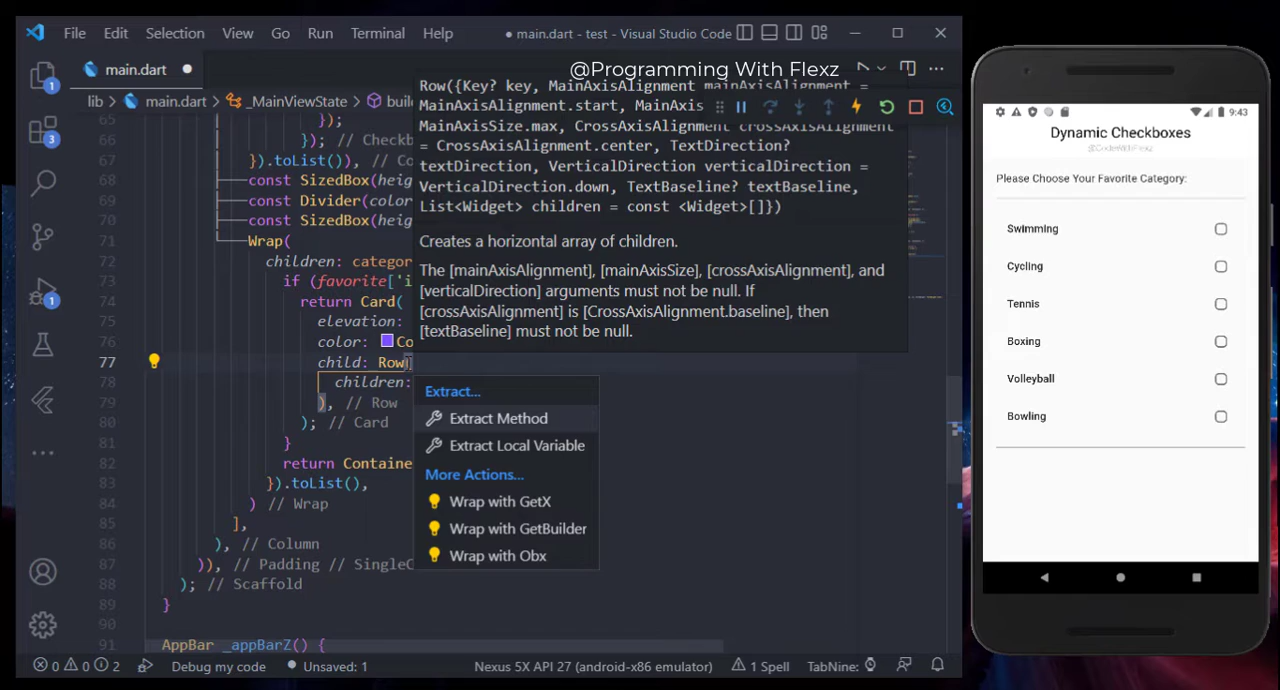 File Edit Selection View Go Run Terminal Help
● main.dart - test - Visual Studio Code
main.dart
@Programming With Flexz
lib > main.dart > _MainViewState >
Row({Key? key, MainAxisAlignment mainAxisAlignment =
MainAxisAlignment.start, MainAxis
MainAxisSize.max, CrossAxisAlignment crossAxisAlignment
= CrossAxisAlignment.center, TextDirection?
textDirection, VerticalDirection verticalDirection =
VerticalDirection.down, TextBaseline? textBaseline,
List<Widget> children = const <Widget>[]})
Creates a horizontal array of children.
The [mainAxisAlignment], [mainAxisSize], [crossAxisAlignment], and
[verticalDirection] arguments must not be null. If
[crossAxisAlignment] is [CrossAxisAlignment.baseline], then
[textBaseline] must not be null.
65 });
66 }); // Checkb
67 }).toList()), // Co
68 const SizedBox(heig
69 const Divider(color
70 const SizedBox(heig
71 Wrap(
72 children: categor
73 if (favorite['i
74 return Card(
75 elevation:
76 color: Co
77 child: Row(
78 children:
79 ), // Row
80 ); // Card
81 }
82 return Containe
83 }).toList(),
84 ) // Wrap
85 ],
86 ), // Column
87 )), // Padding // SingleC
88 ); // Scaffold
89 }
90
91 AppBar _appBarZ() {
Extract...
Extract Method
Extract Local Variable
More Actions...
Wrap with GetX
Wrap with GetBuilder
Wrap with Obx
1
3
1
0 0 2 Debug my code Unsaved: 1 Nexus 5X API 27 (android-x86 emulator) 1 Spell TabNine:
9:43
Dynamic Checkboxes
Please Choose Your Favorite Category:
Swimming
Cycling
Tennis
Boxing
Volleyball
Bowling